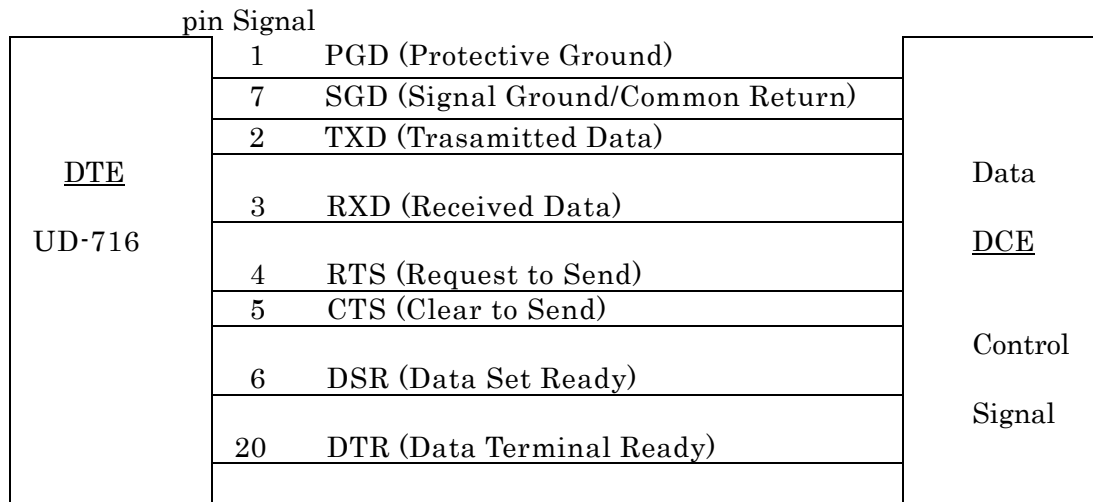 pin Signal
1 PGD (Protective Ground)
7 SGD (Signal Ground/Common Return)
2 TXD (Trasamitted Data)
DTE Data
3 RXD (Received Data)
UD-716 DCE
4 RTS (Request to Send)
5 CTS (Clear to Send)
Control
6 DSR (Data Set Ready)
Signal
20 DTR (Data Terminal Ready)